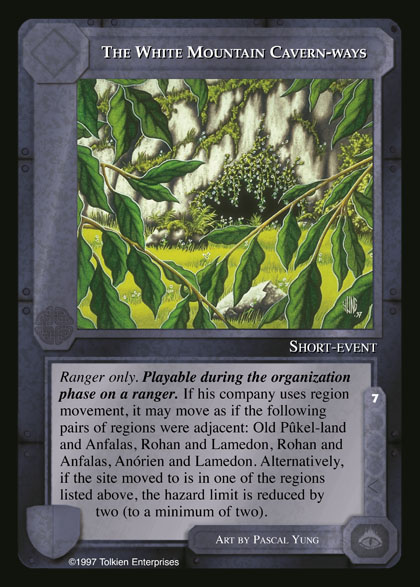 The White Mountain Cavern-ways
YUNG
97
Short-event
Ranger only. Playable during the organization
phase on a ranger. If his company uses region
movement, it may move as if the following
pairs of regions were adjacent: Old Pûkel-land
and Anfalas, Rohan and Lamedon, Rohan and
Anfalas, Anórien and Lamedon. Alternatively,
if the site moved to is in one of the regions
listed above, the hazard limit is reduced by
two (to a minimum of two).
7
Art by Pascal Yung
©1997 Tolkien Enterprises